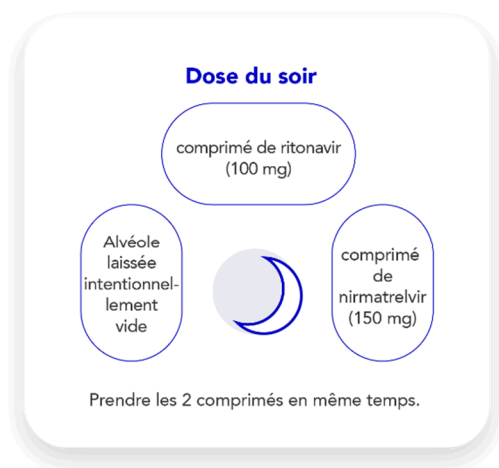 Dose du soir
comprimé de ritonavir
(100 mg)
Alvéole
laissée
intentionnel-
lement
vide
comprimé
de
nirmatrelvir
(150 mg)
Prendre les 2 comprimés en même temps.